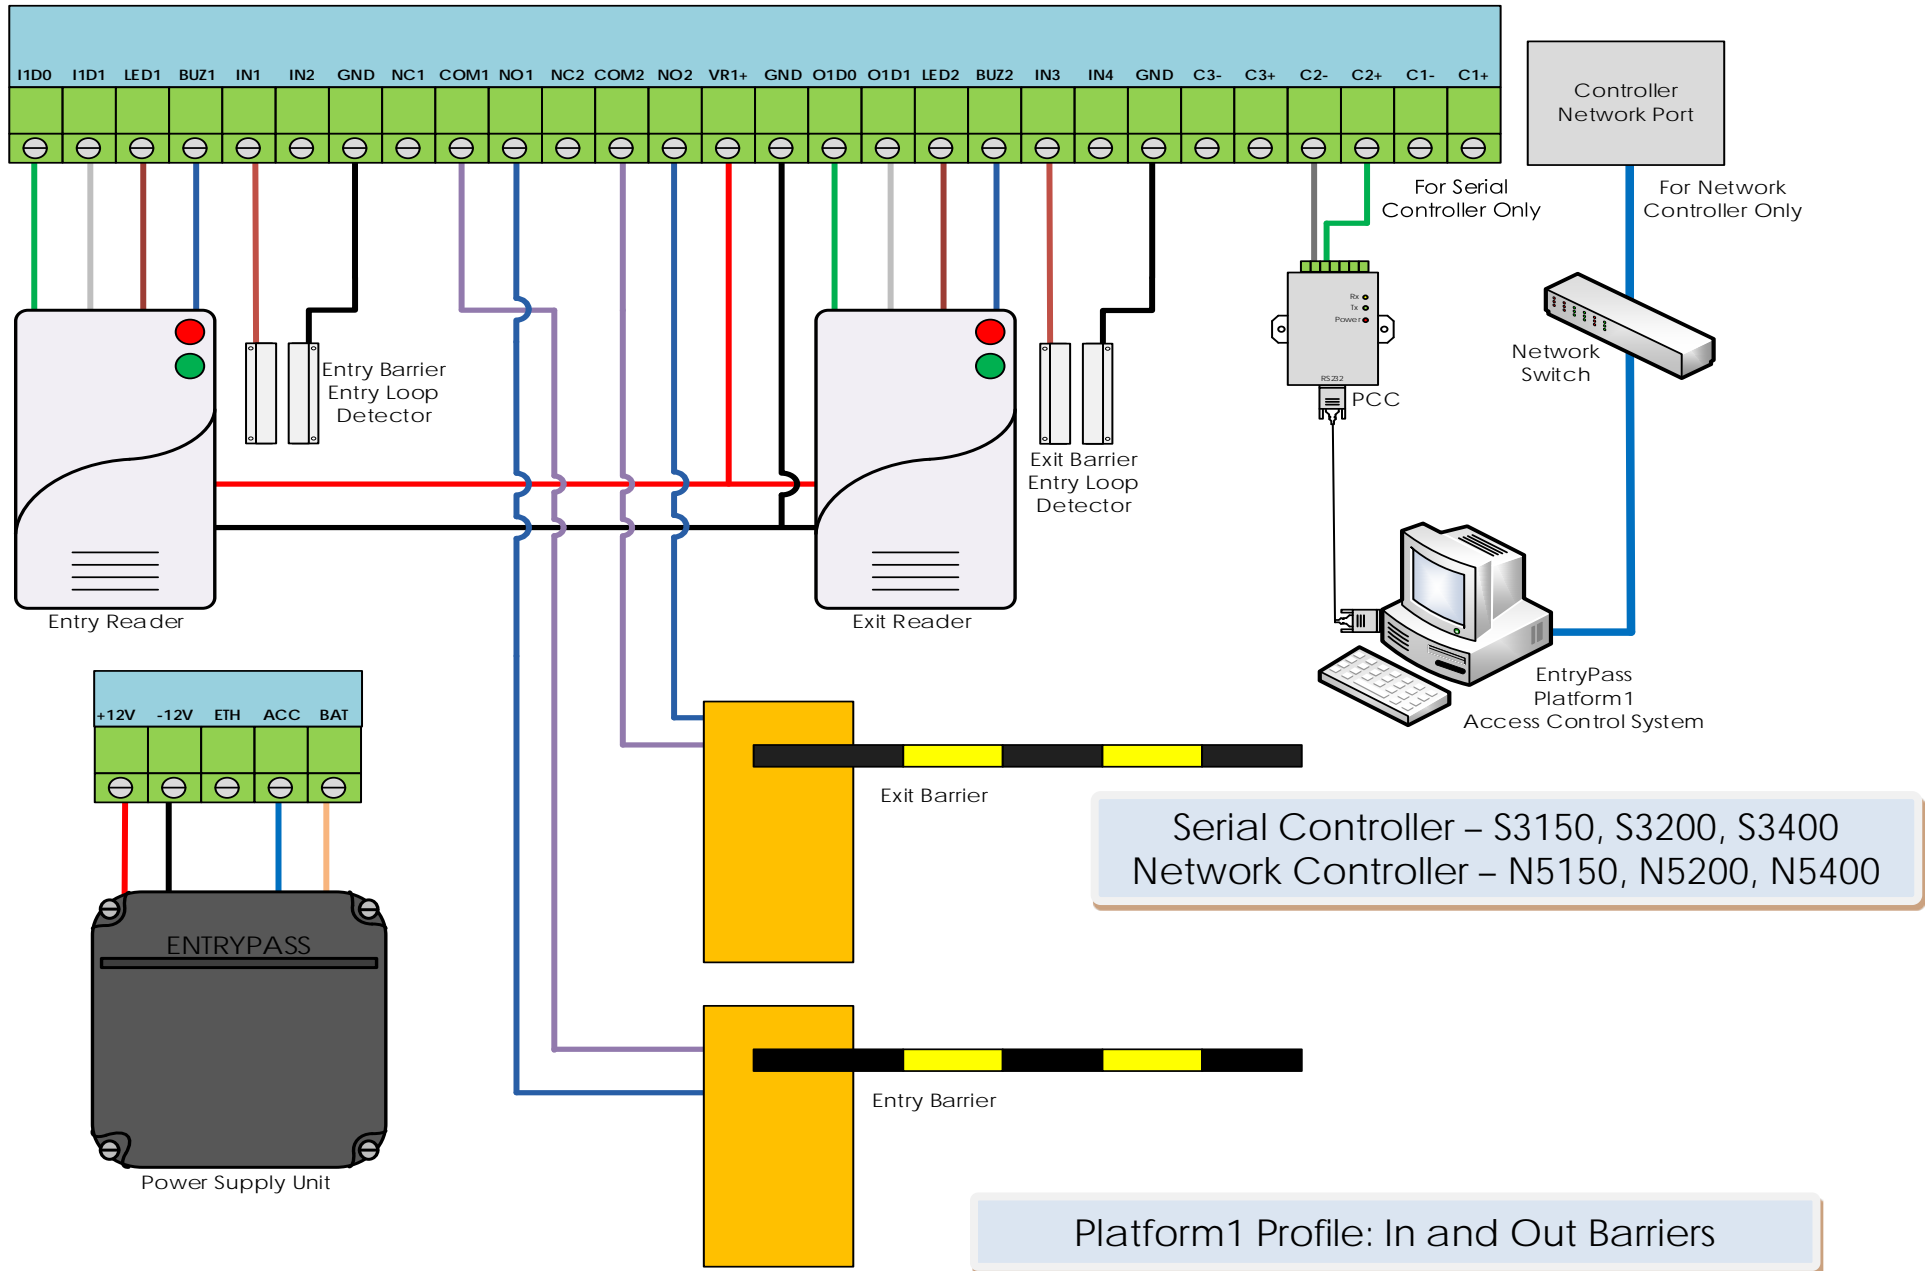 I1D0 I1D1 LED1 BUZ1 IN1 IN2 GND NC1 COM1 NO1 NC2 COM2 NO2 VR1+ GND O1D0 O1D1 LED2 BUZ2 IN3 IN4 GND C3- C3+ C2- C2+ C1- C1+
Controller
Network Port
For Serial
Controller Only
For Network
Controller Only
Rx
Tx
Power
RS232
PCC
Network
Switch
Entry Barrier
Entry Loop
Detector
Exit Barrier
Entry Loop
Detector
Entry Reader
Exit Reader
EntryPass
Platform1
Access Control System
+12V -12V ETH ACC BAT
Exit Barrier
Serial Controller – S3150, S3200, S3400
Network Controller – N5150, N5200, N5400
ENTRYPASS
Entry Barrier
Power Supply Unit
Platform1 Profile: In and Out Barriers